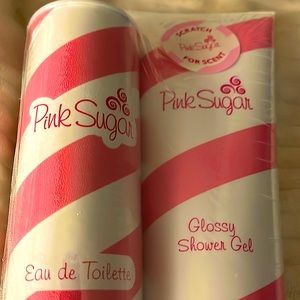 SCRATCH
Pink Sugar
FOR SCENT
Pink Sugar
Pink Sugar
Eau de Toilette
Glossy
Shower Gel